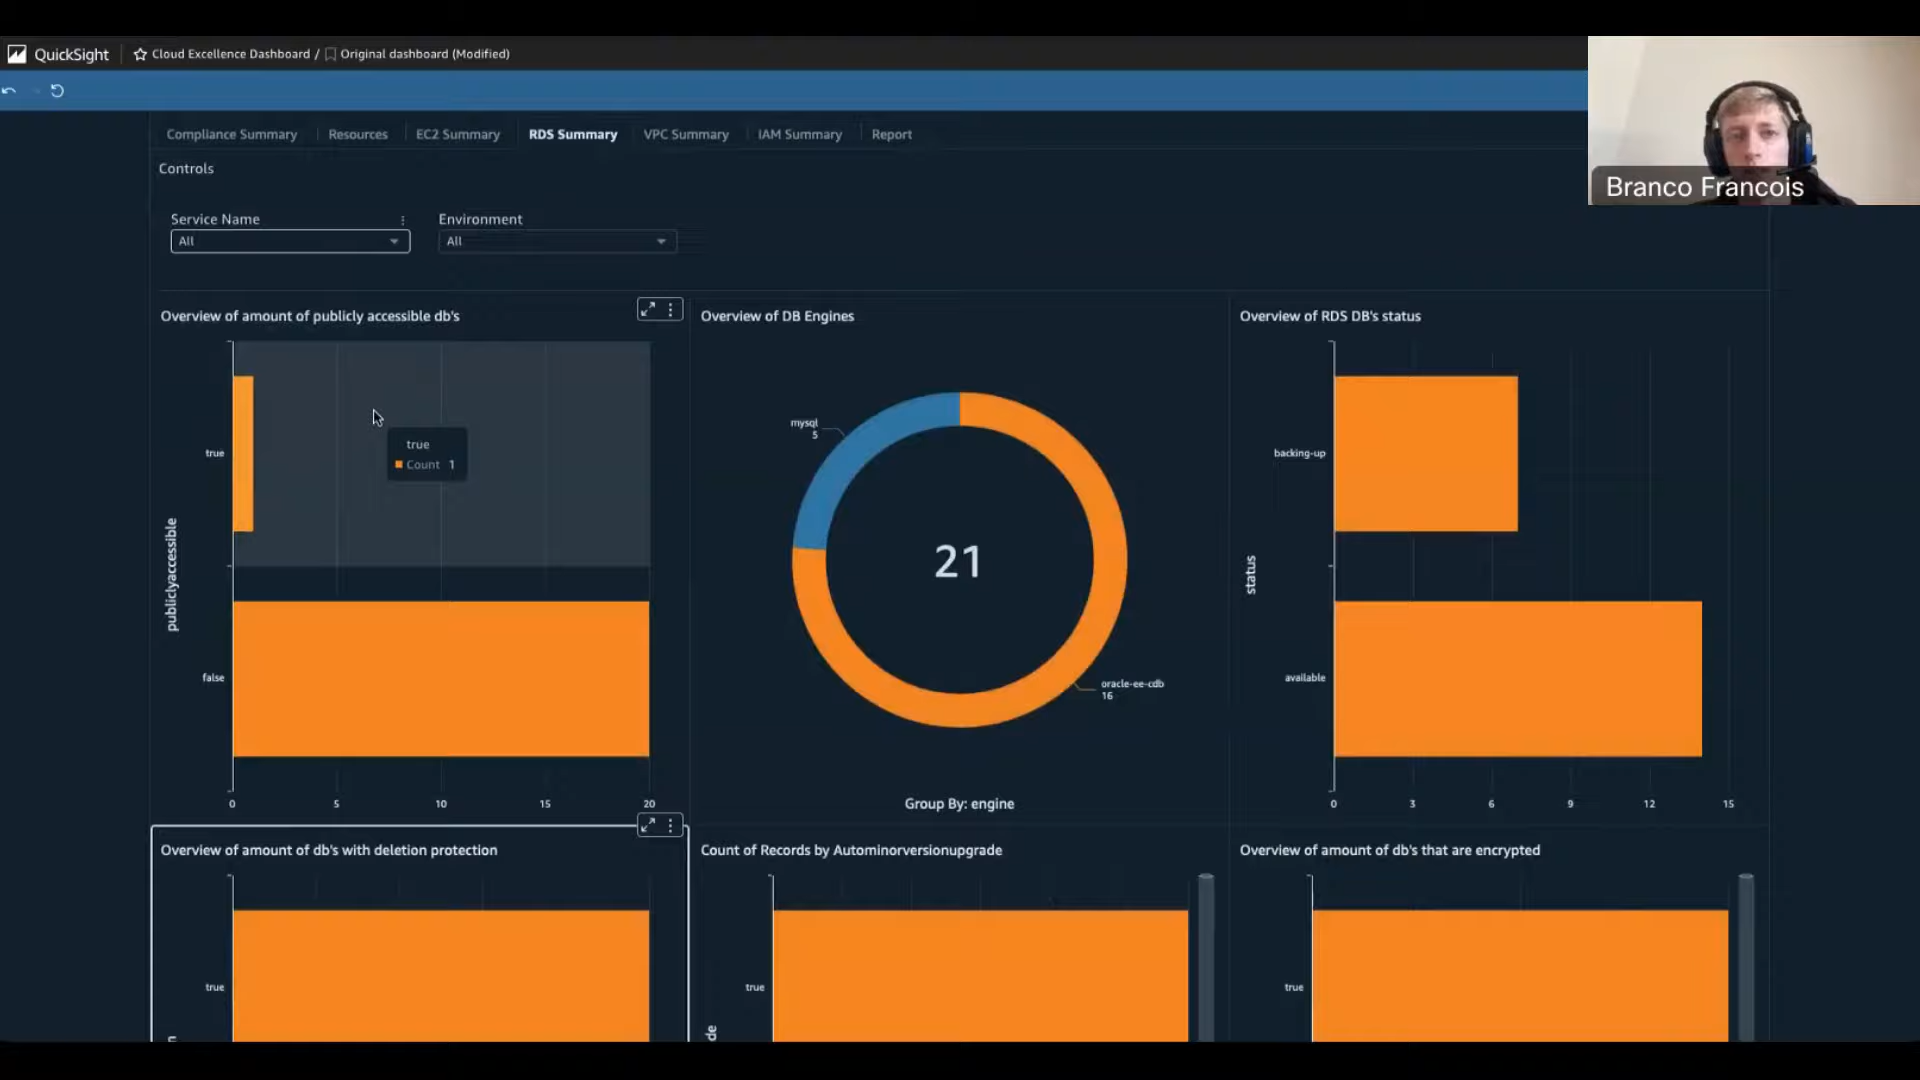 QuickSight
Cloud Excellence Dashboard / Original dashboard (Modified)
Branco Francois
Compliance Summary
Resources
EC2 Summary
RDS Summary
VPC Summary
IAM Summary
Report
Controls
Service Name
All
Environment
All
Overview of amount of publicly accessible db's
publiclyaccessible
true
false
true
Count 1
0
5
10
15
20
Overview of DB Engines
mysql
5
21
oracle-ee-cdb
16
Group By: engine
Overview of RDS DB's status
status
backing-up
available
0
3
6
9
12
15
Overview of amount of db's with deletion protection
true
Count of Records by Autominorversionupgrade
true
de
Overview of amount of db's that are encrypted
true